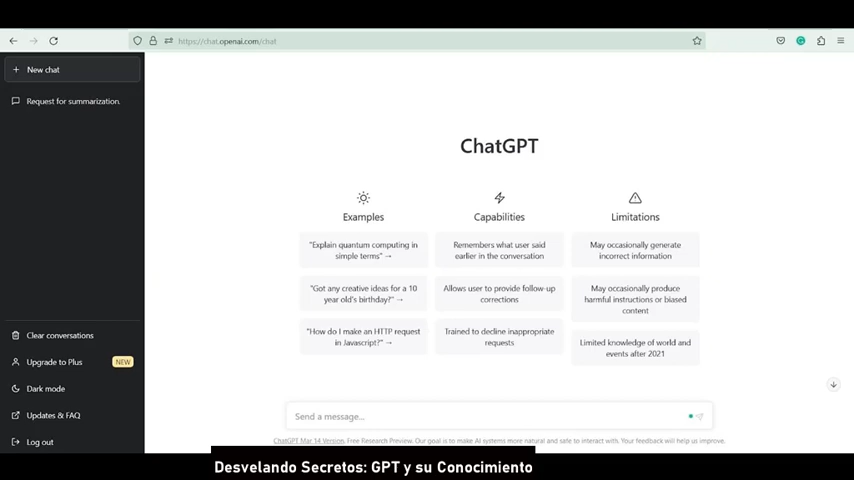 https://chat.openai.com/chat
New chat
Request for summarization.
ChatGPT
Examples
"Explain quantum computing in
simple terms" →
"Got any creative ideas for a 10
year old's birthday?" →
"How do I make an HTTP request
in Javascript?" →
Capabilities
Remembers what user said
earlier in the conversation
Allows user to provide follow-up
corrections
Trained to decline inappropriate
requests
Limitations
May occasionally generate
incorrect information
May occasionally produce
harmful instructions or biased
content
Limited knowledge of world and
events after 2021
Clear conversations
Upgrade to Plus NEW
Dark mode
Updates & FAQ
Log out
Send a message...
ChatGPT Mar 14 Version. Free Research Preview. Our goal is to make AI systems more natural and safe to interact with. Your feedback will help us improve.
Desvelando Secretos: GPT y su Conocimiento